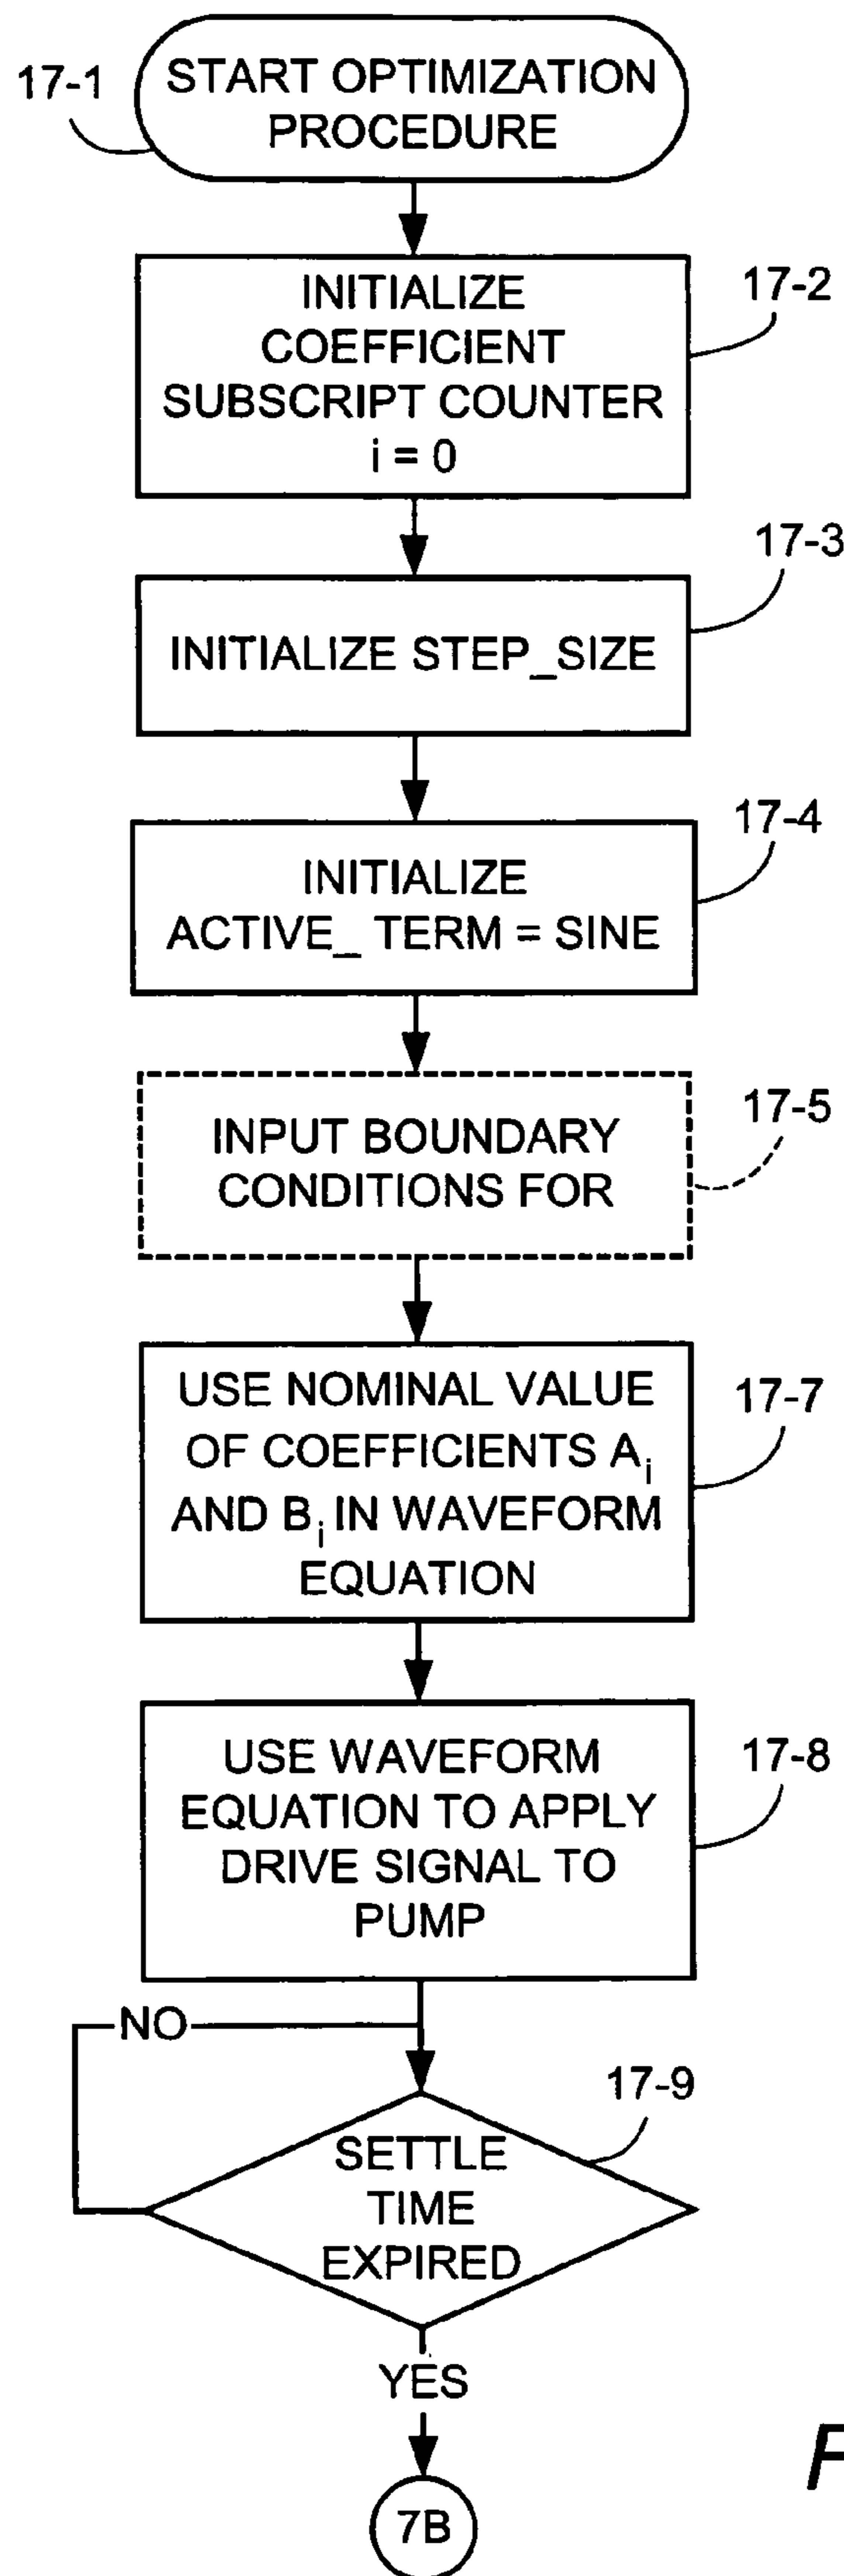 17-1
START OPTIMIZATION
PROCEDURE
17-2
INITIALIZE
COEFFICIENT
SUBSCRIPT COUNTER
i = 0
17-3
INITIALIZE STEP_SIZE
17-4
INITIALIZE
ACTIVE_ TERM = SINE
17-5
INPUT BOUNDARY
CONDITIONS FOR
17-7
USE NOMINAL VALUE
OF COEFFICIENTS Ai
AND Bi IN WAVEFORM
EQUATION
17-8
USE WAVEFORM
EQUATION TO APPLY
DRIVE SIGNAL TO
PUMP
NO
17-9
SETTLE
TIME
EXPIRED
YES
7B